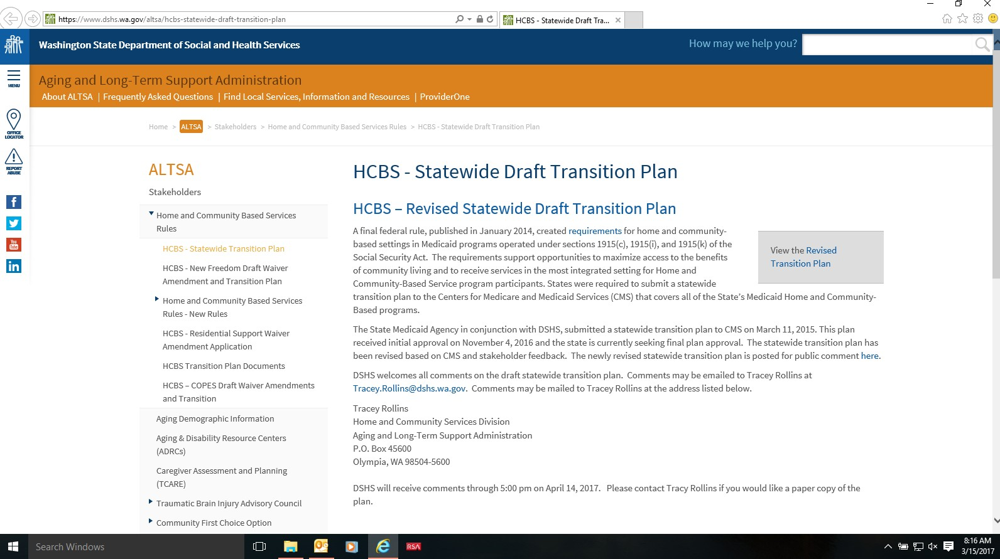 https://www.dshs.wa.gov/altsa/hcbs-statewide-draft-transition-plan
HCBS - Statewide Draft Tra...
Washington State Department of Social and Health Services
How may we help you?
MENU
Aging and Long-Term Support Administration
About ALTSA | Frequently Asked Questions | Find Local Services, Information and Resources | ProviderOne
OFFICE
LOCATOR
REPORT
ABUSE
Home > ALTSA > Stakeholders > Home and Community Based Services Rules > HCBS - Statewide Draft Transition Plan
ALTSA
Stakeholders
Home and Community Based Services
Rules
HCBS - Statewide Transition Plan
HCBS - New Freedom Draft Waiver
Amendment and Transition Plan
Home and Community Based Services
Rules - New Rules
HCBS - Residential Support Waiver
Amendment Application
HCBS Transition Plan Documents
HCBS – COPES Draft Waiver Amendments
and Transition
Aging Demographic Information
Aging & Disability Resource Centers
(ADRCs)
Caregiver Assessment and Planning
(TCARE)
Traumatic Brain Injury Advisory Council
Community First Choice Option
HCBS - Statewide Draft Transition Plan
HCBS – Revised Statewide Draft Transition Plan
A final federal rule, published in January 2014, created requirements for home and community-
based settings in Medicaid programs operated under sections 1915(c), 1915(i), and 1915(k) of the
Social Security Act.  The requirements support opportunities to maximize access to the benefits
of community living and to receive services in the most integrated setting for Home and
Community-Based Service program participants. States were required to submit a statewide
transition plan to the Centers for Medicare and Medicaid Services (CMS) that covers all of the State's Medicaid Home and Community-
Based programs.
View the Revised
Transition Plan
The State Medicaid Agency in conjunction with DSHS, submitted a statewide transition plan to CMS on March 11, 2015. This plan
received initial approval on November 4, 2016 and the state is currently seeking final plan approval.  The statewide transition plan has
been revised based on CMS and stakeholder feedback.  The newly revised statewide transition plan is posted for public comment here.
DSHS welcomes all comments on the draft statewide transition plan.  Comments may be emailed to Tracey Rollins at
Tracey.Rollins@dshs.wa.gov.  Comments may be mailed to Tracey Rollins at the address listed below.
Tracey Rollins
Home and Community Services Division
Aging and Long-Term Support Administration
P.O. Box 45600
Olympia, WA 98504-5600
DSHS will receive comments through 5:00 pm on April 14, 2017.   Please contact Tracy Rollins if you would like a paper copy of the
plan.
f
You
Tube
in
Search Windows
RSA
8:16 AM
3/15/2017